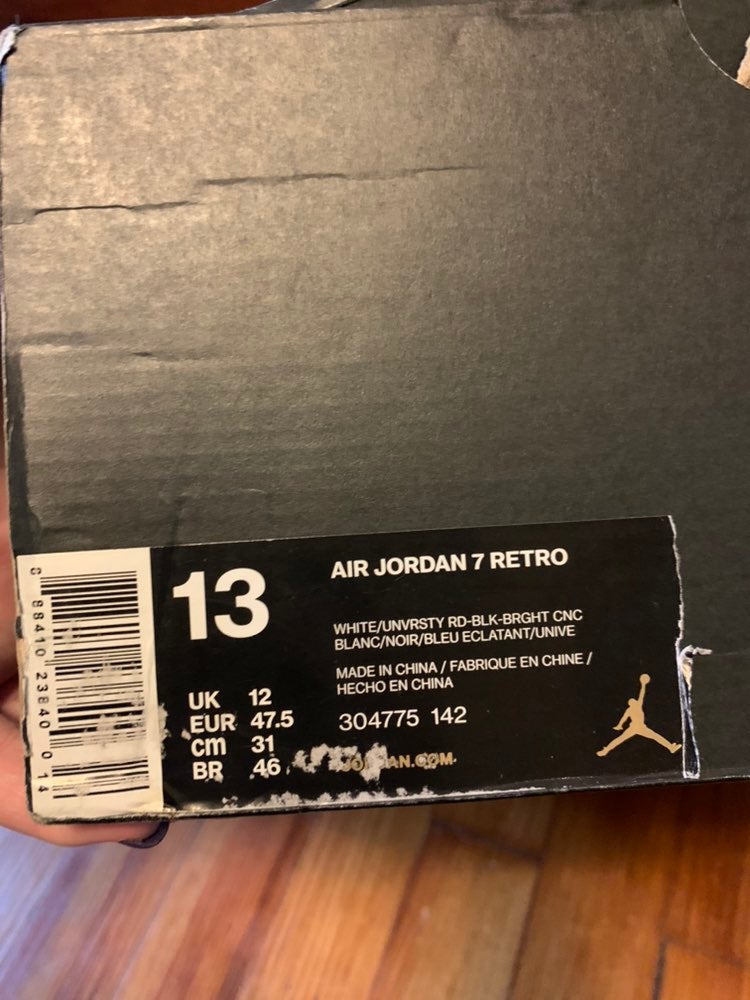 13
AIR JORDAN 7 RETRO
WHITE/UNVRSTY RD-BLK-BRGHT CNC
BLANC/NOIR/BLEU ECLATANT/UNIVE
MADE IN CHINA / FABRIQUE EN CHINE /
HECHO EN CHINA
304775 142
UK 12
EUR 47.5
cm 31
BR 46
88410 23840 0 14